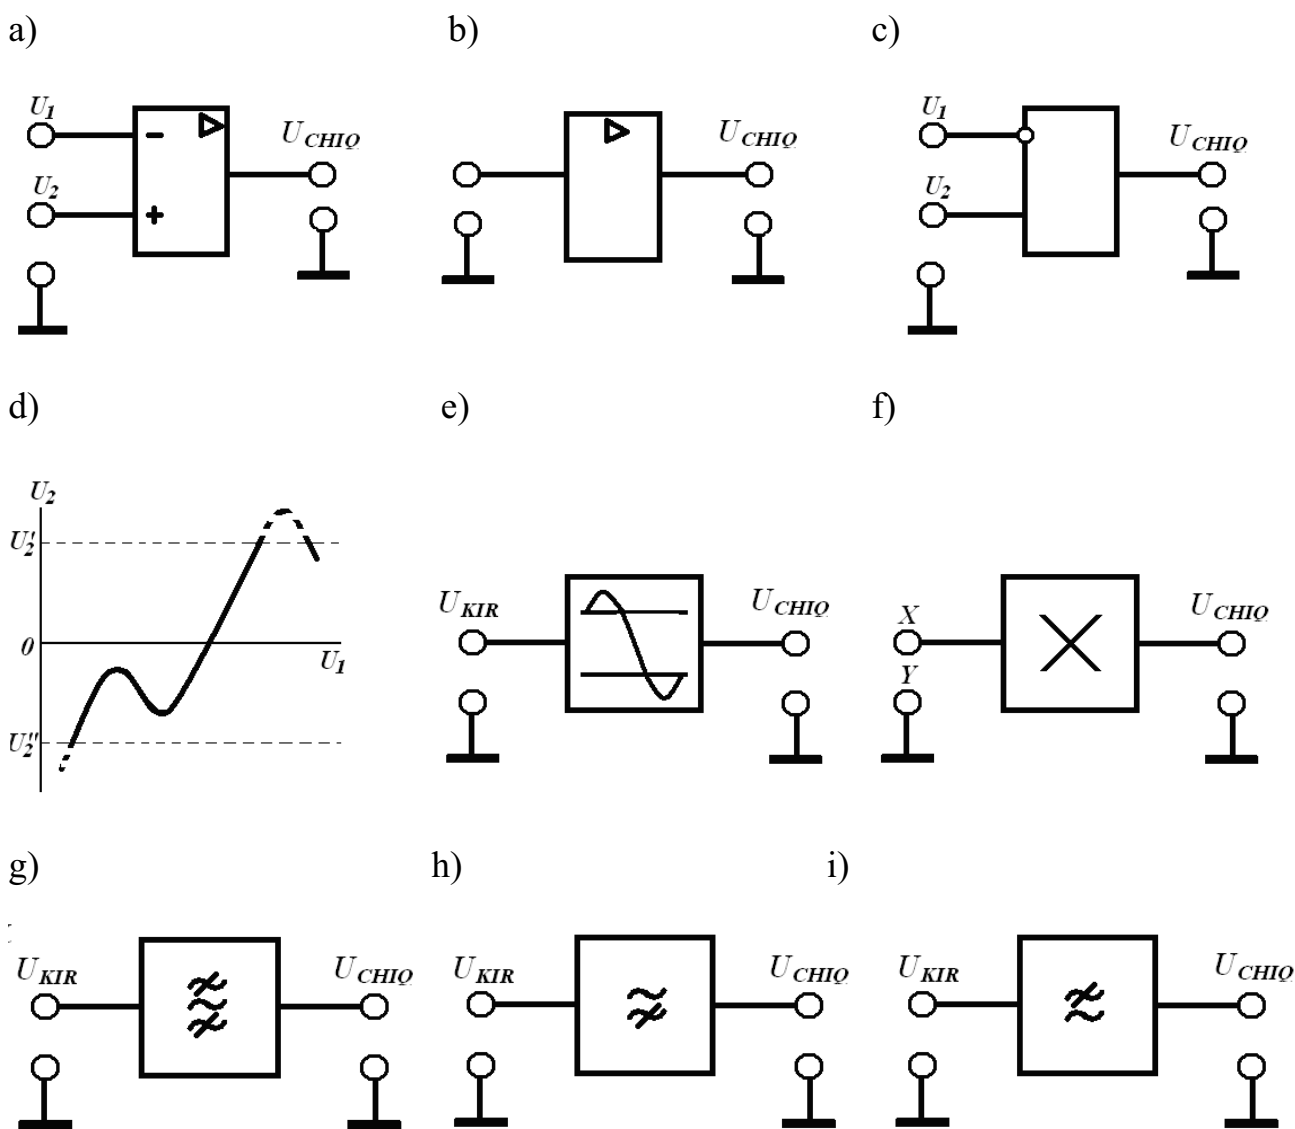 a) b) c)
U1 UCHIQ UCHIQ U1 UCHIQ
− U2 + U2
d) e) f)
U2
U2'
UKIR UCHIQ X UCHIQ
0 U1 Y
U2''
g) h) i)
UKIR UCHIQ UKIR UCHIQ UKIR UCHIQ